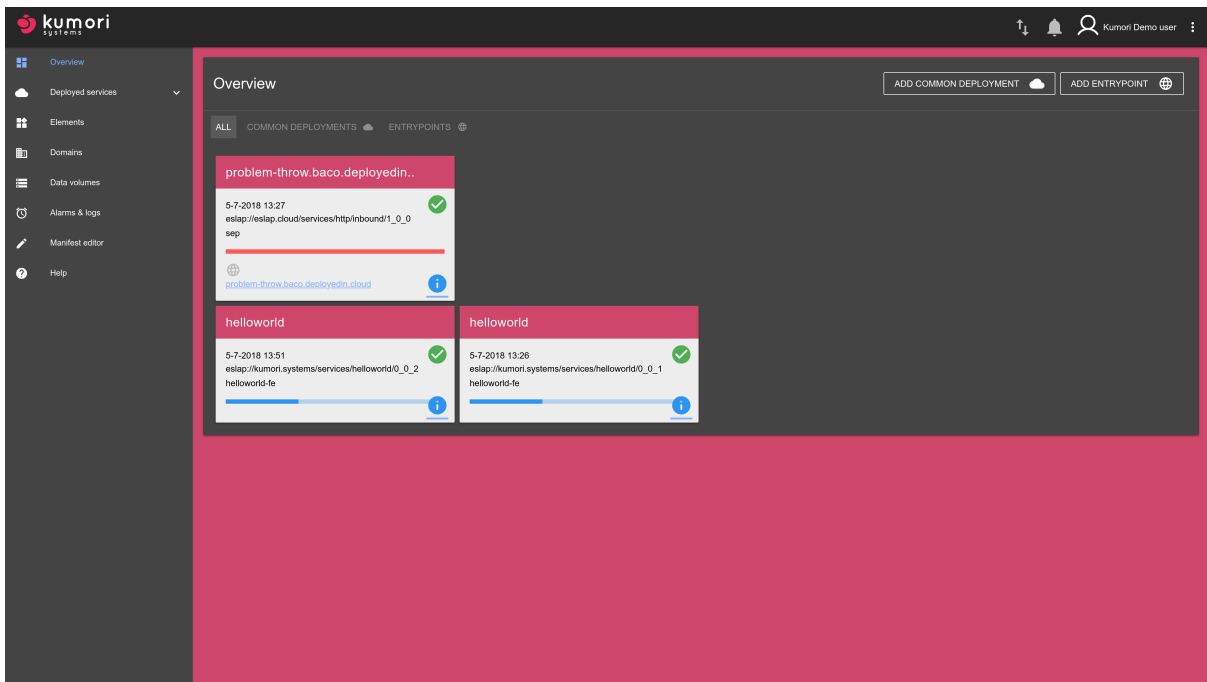 kumori
systems
Kumori Demo user
Overview
Deployed services
Elements
Domains
Data volumes
Alarms & logs
Manifest editor
Help
Overview
ADD COMMON DEPLOYMENT
ADD ENTRYPOINT
ALL
COMMON DEPLOYMENTS
ENTRYPOINTS
problem-throw.baco.deployedin..
5-7-2018 13:27
eslap://eslap.cloud/services/http/inbound/1_0_0
sep
problem-throw.baco.deployedin.cloud
helloworld
5-7-2018 13:51
eslap://kumori.systems/services/helloworld/0_0_2
helloworld-fe
helloworld
5-7-2018 13:26
eslap://kumori.systems/services/helloworld/0_0_1
helloworld-fe